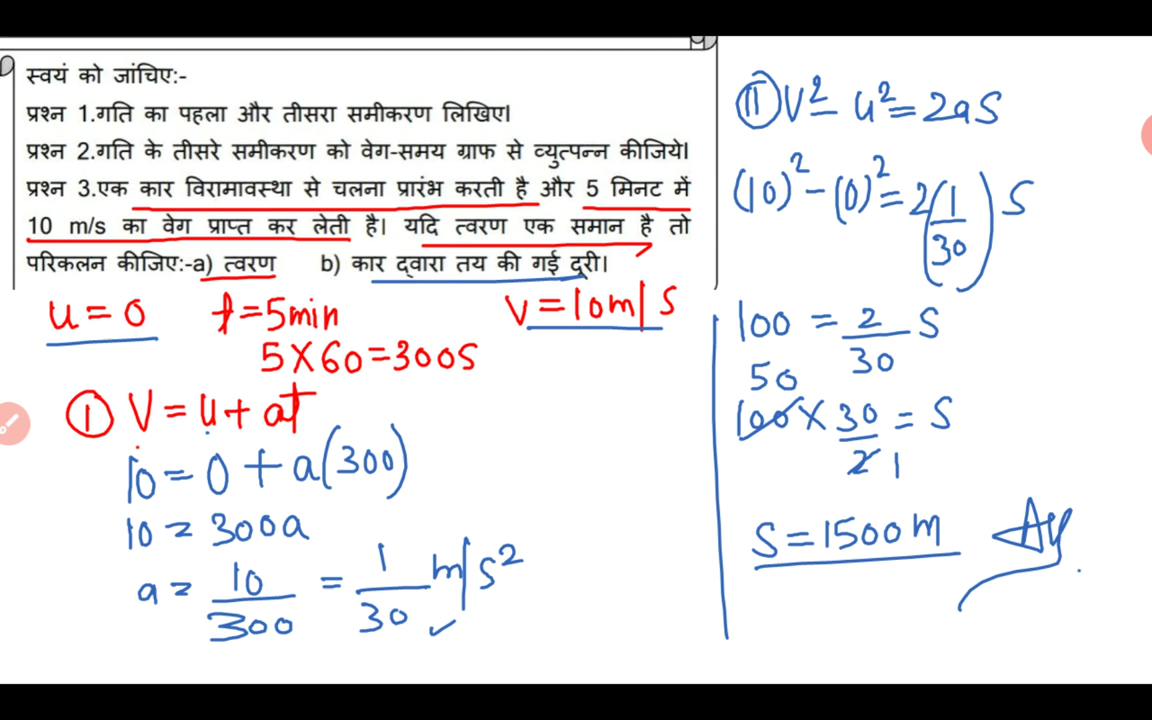 स्वयं को जांचिए:-
प्रश्न 1.गति का पहला और तीसरा समीकरण लिखिए।
प्रश्न 2.गति के तीसरे समीकरण को वेग-समय ग्राफ से व्युत्पन्न कीजिये।
प्रश्न 3.एक कार विरामावस्था से चलना प्रारंभ करती है और 5 मिनट में
10 m/s का वेग प्राप्त कर लेती है। यदि त्वरण एक समान है तो
परिकलन कीजिए:-a) त्वरण b) कार द्वारा तय की गई दूरी।
u = 0 t = 5min v = 10m/s
5 X 60 = 300s
① V = u + at
10 = 0 + a(300)
10 = 300a
a = 10/300 = 1/30 m/s²
② V² - u² = 2as
(10)² - (0)² = 2(1/30) S
100 = 2/30 S
50
100 X 30/2 = S
1
S = 1500m Ans